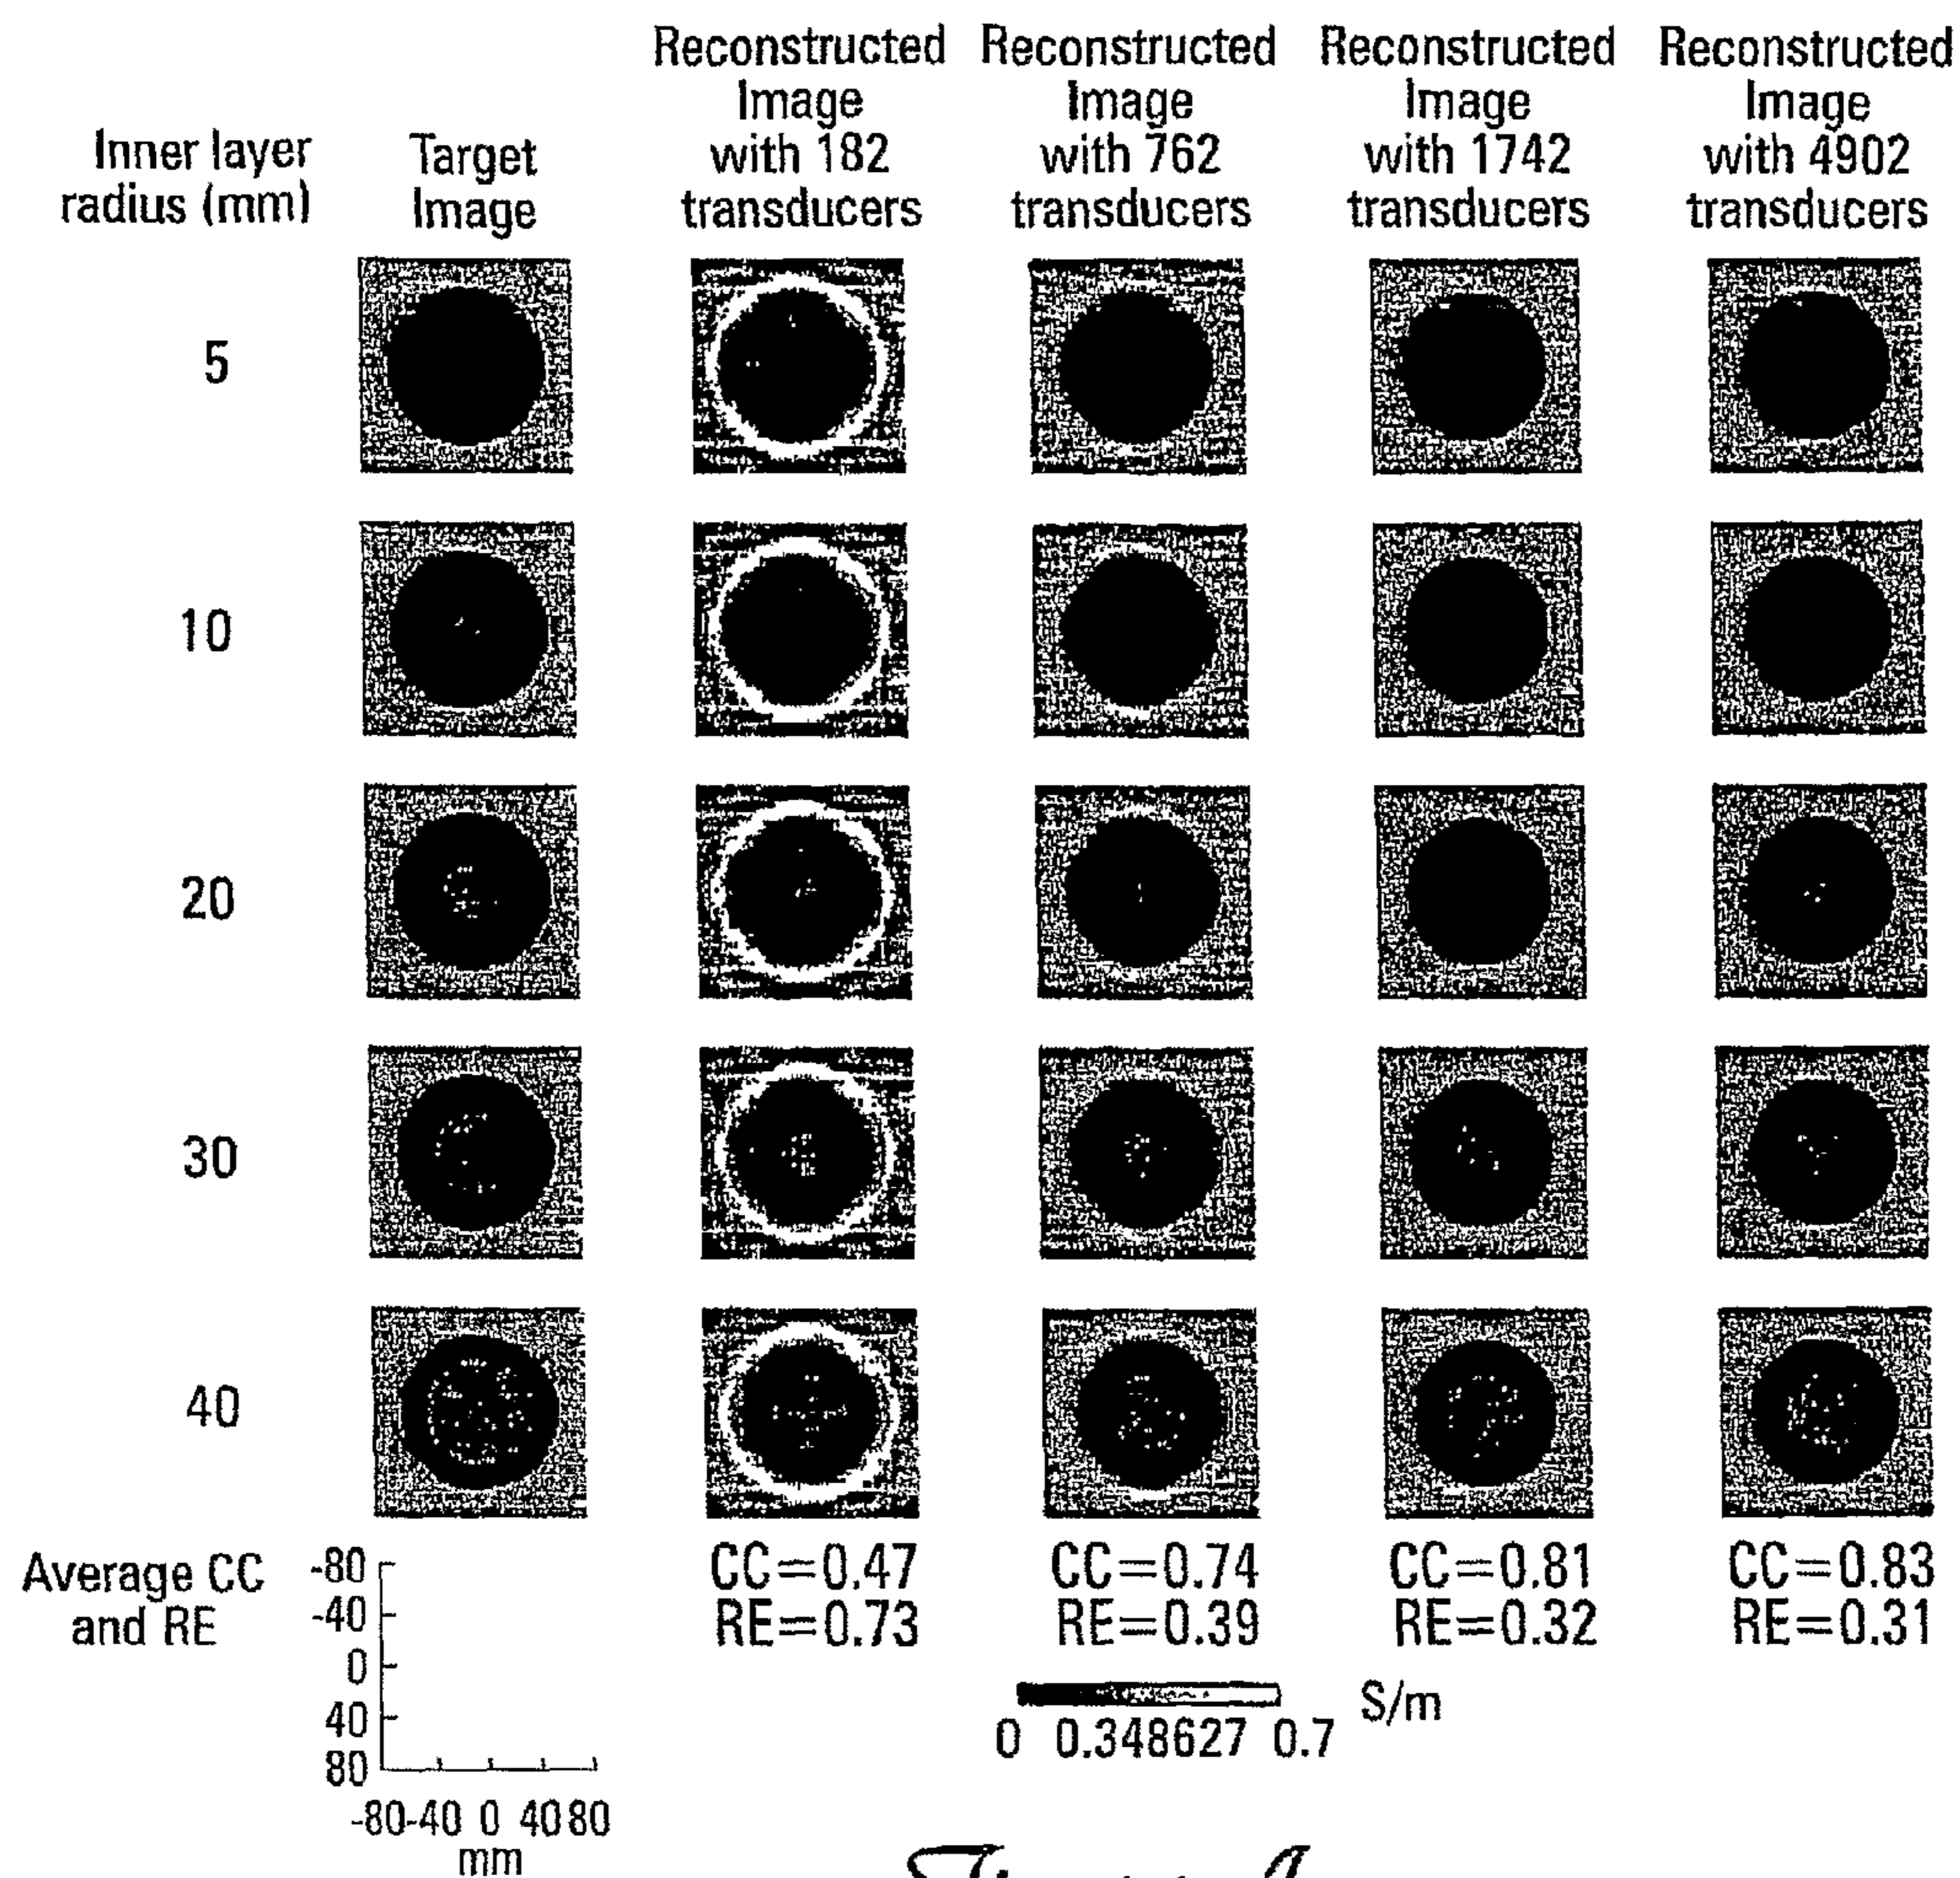 Inner layer
radius (mm)
Target
Image
Reconstructed
Image
with 182
transducers
Reconstructed
Image
with 762
transducers
Reconstructed
Image
with 1742
transducers
Reconstructed
Image
with 4902
transducers
5
10
20
30
40
Average CC
and RE
CC=0.47
RE=0.73
CC=0.74
RE=0.39
CC=0.81
RE=0.32
CC=0.83
RE=0.31
-80
-40
0
40
80
-80 -40 0 40 80
mm
0 0.348627 0.7 S/m